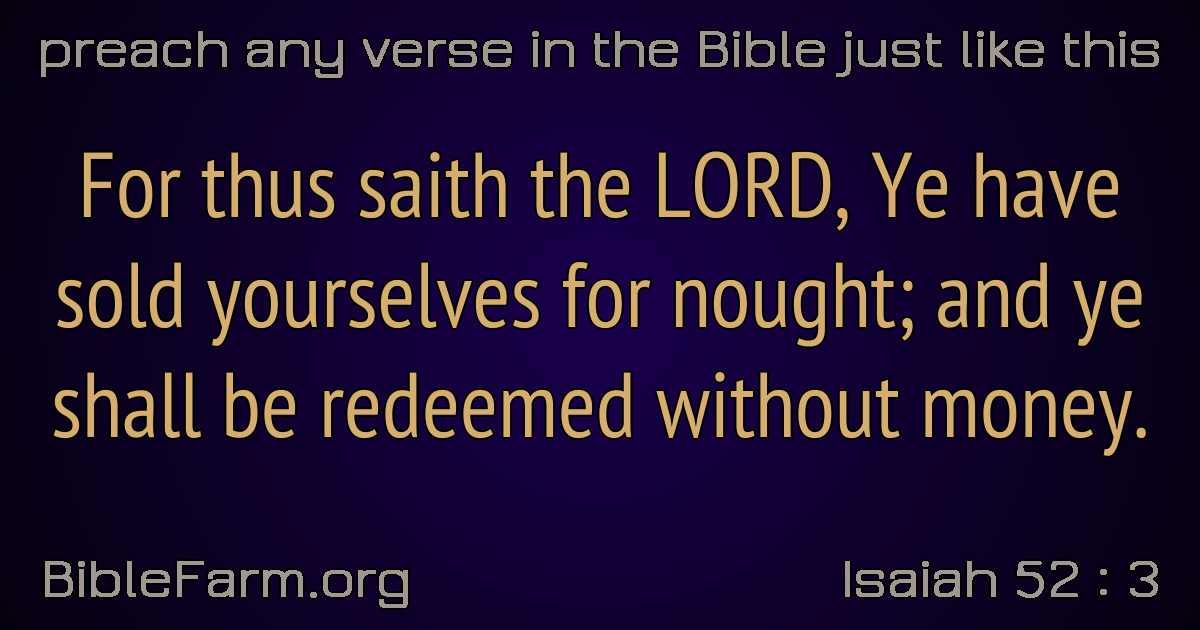 preach any verse in the Bible just like this
For thus saith the LORD, Ye have
sold yourselves for nought; and ye
shall be redeemed without money.
BibleFarm.org
Isaiah 52 : 3